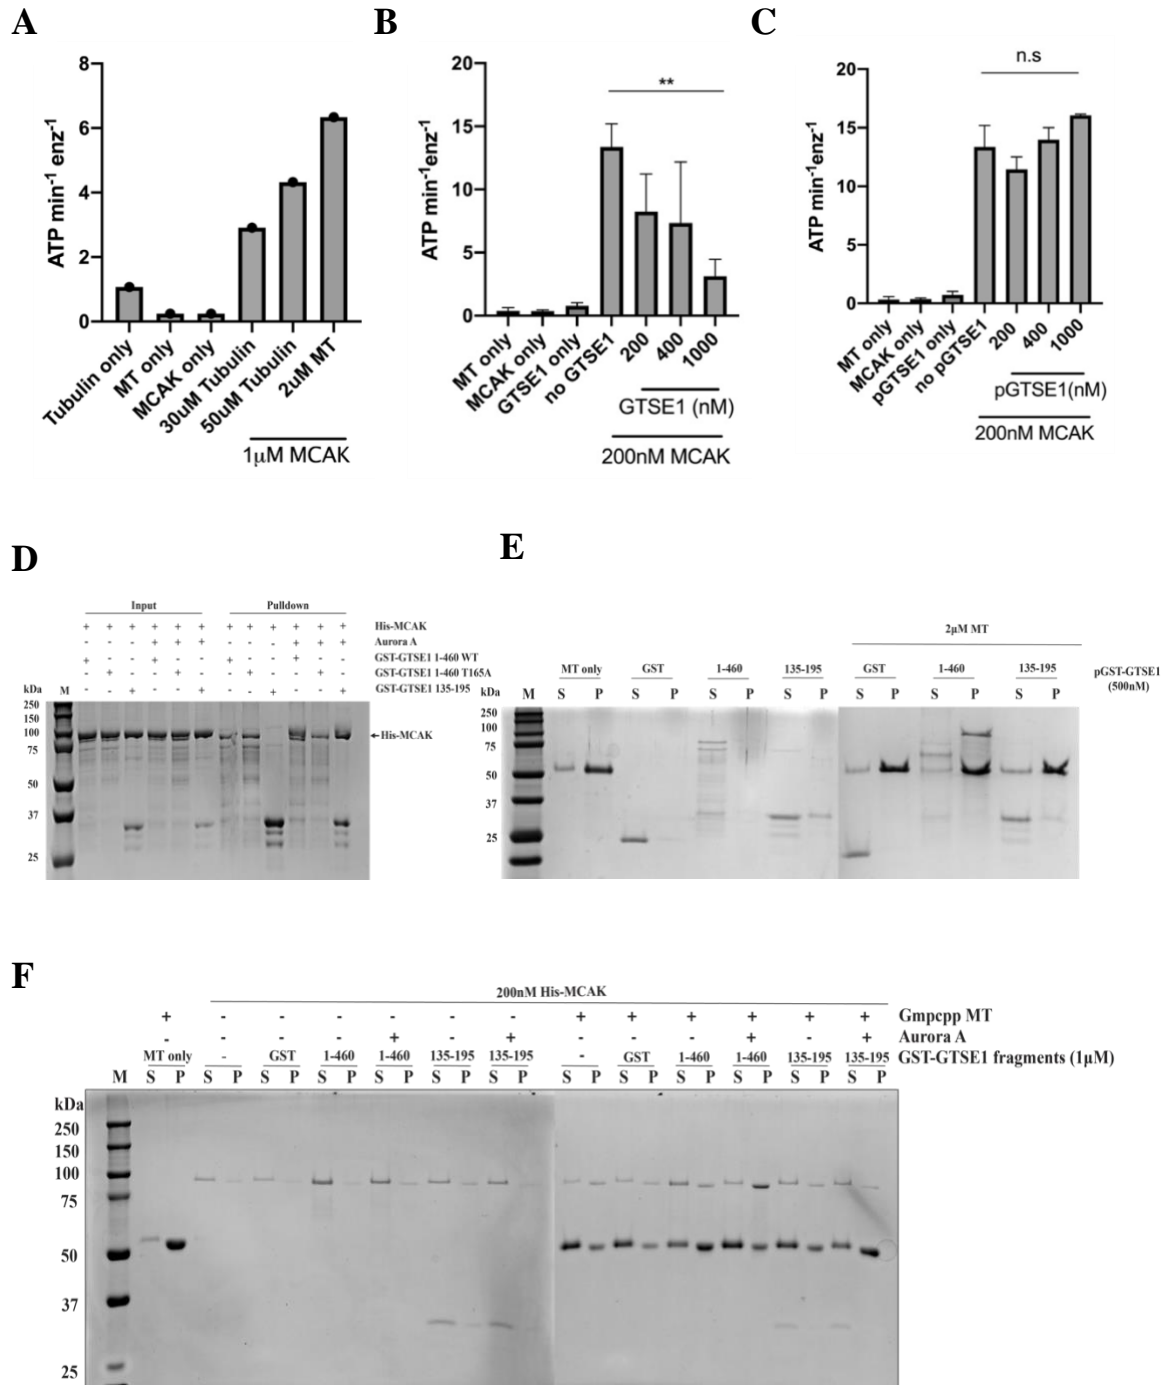 A
B
C
8
6
4
2
0
ATP min⁻¹ enz⁻¹
Tubulin only
MT only
MCAK only
30uM Tubulin
50uM Tubulin
2uM MT
1µM MCAK
20
15
10
5
0
ATP min⁻¹enz⁻¹
**
MT only
MCAK only
GTSE1 only
no GTSE1
200
400
1000
GTSE1 (nM)
200nM MCAK
20
15
10
5
0
ATP min⁻¹enz⁻¹
n.s
MT only
MCAK only
pGTSE1 only
no pGTSE1
200
400
1000
pGTSE1(nM)
200nM MCAK
D
Input Pulldown
+ + + + + + + + + + + + His-MCAK
- - - + + + - - - + + + Aurora A
+ - - + - - + - - + - - GST-GTSE1 1-460 WT
- + - - + - - + - - + - GST-GTSE1 1-460 T165A
- - + - - + - - + - - + GST-GTSE1 135-195
kDa M
250
150
100
75
50
37
25
←His-MCAK
E
2µM MT
MT only GST 1-460 135-195 GST 1-460 135-195 pGST-GTSE1
(500nM)
kDa M S P S P S P S P S P S P S P
250
150
100
75
50
37
25
F
200nM His-MCAK
+ - - - - - - + + + + + + Gmpcpp MT
- - - - + - + - - - + - + Aurora A
MT only - GST 1-460 1-460 135-195 135-195 - GST 1-460 1-460 135-195 135-195 GST-GTSE1 fragments (1µM)
M S P S P S P S P S P S P S P S P S P S P S P S P S P
kDa
250
150
100
75
50
37
25